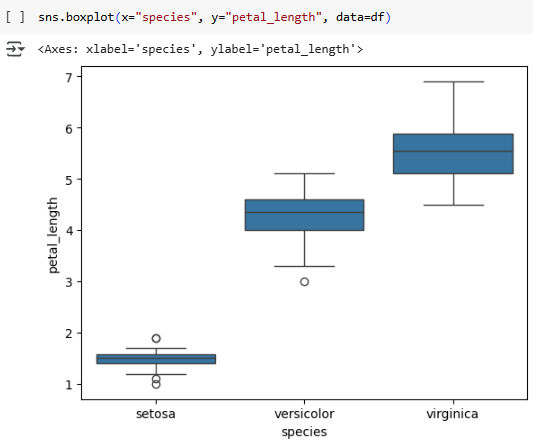 [ ] sns.boxplot(x="species", y="petal_length", data=df)
<Axes: xlabel='species', ylabel='petal_length'>
7
6
5
4
3
2
1
petal_length
setosa versicolor virginica
species